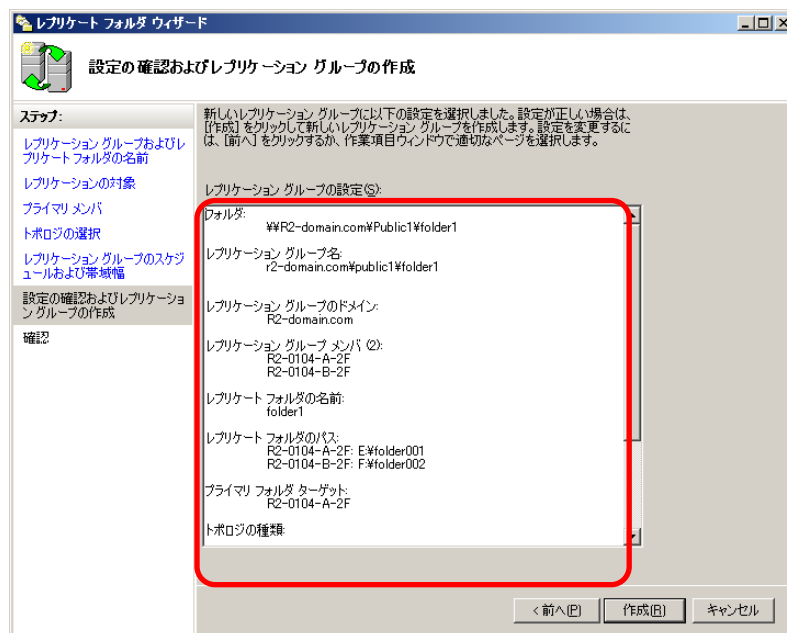 レプリケート フォルダ ウィザード
設定の確認およびレプリケーション グループの作成
ステップ:
レプリケーション グループおよびレ
プリケート フォルダの名前
レプリケーションの対象
プライマリ メンバ
トポロジの選択
レプリケーション グループのスケジ
ュールおよび帯域幅
設定の確認およびレプリケーショ
ン グループの作成
確認
新しいレプリケーション グループに以下の設定を選択しました。設定が正しい場合は、
[作成] をクリックして新しいレプリケーション グループを作成します。設定を変更するに
は、[前へ] をクリックするか、作業項目ウィンドウで適切なページを選択します。
レプリケーション グループの設定(S):
フォルダ:
¥¥R2-domain.com¥Public1¥folder1
レプリケーション グループ名:
r2-domain.com¥public1¥folder1
レプリケーション グループのドメイン:
R2-domain.com
レプリケーション グループ メンバ (2):
R2-0104-A-2F
R2-0104-B-2F
レプリケート フォルダの名前:
folder1
レプリケート フォルダのパス:
R2-0104-A-2F: E:¥folder001
R2-0104-B-2F: F:¥folder002
プライマリ フォルダ ターゲット:
R2-0104-A-2F
トポロジの種類:
< 前へ(P)
作成(R)
キャンセル